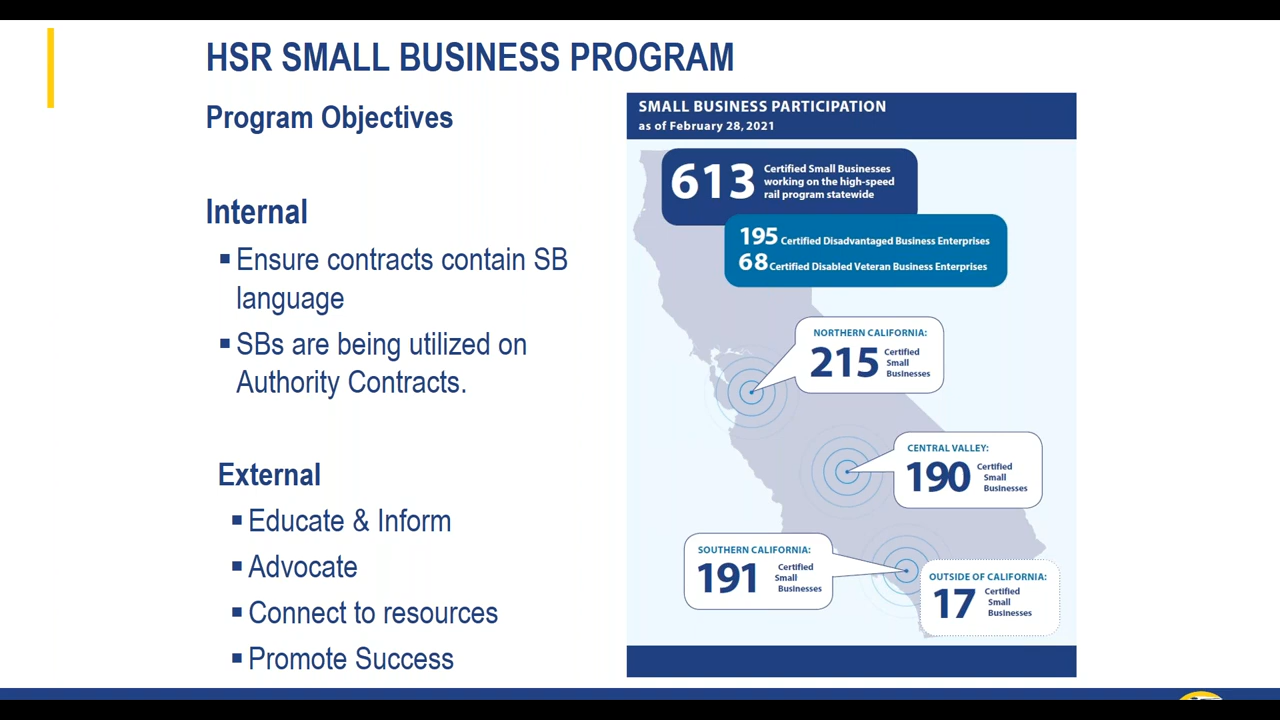 HSR SMALL BUSINESS PROGRAM
Program Objectives
Internal
▪Ensure contracts contain SB
language
▪SBs are being utilized on
Authority Contracts.
External
▪Educate & Inform
▪Advocate
▪Connect to resources
▪Promote Success
SMALL BUSINESS PARTICIPATION
as of February 28, 2021
613
Certified Small Businesses
working on the high-speed
rail program statewide
195 Certified Disadvantaged Business Enterprises
68 Certified Disabled Veteran Business Enterprises
NORTHERN CALIFORNIA:
215
Certified
Small
Businesses
CENTRAL VALLEY:
190
Certified
Small
Businesses
SOUTHERN CALIFORNIA:
191
Certified
Small
Businesses
OUTSIDE OF CALIFORNIA:
17
Certified
Small
Businesses